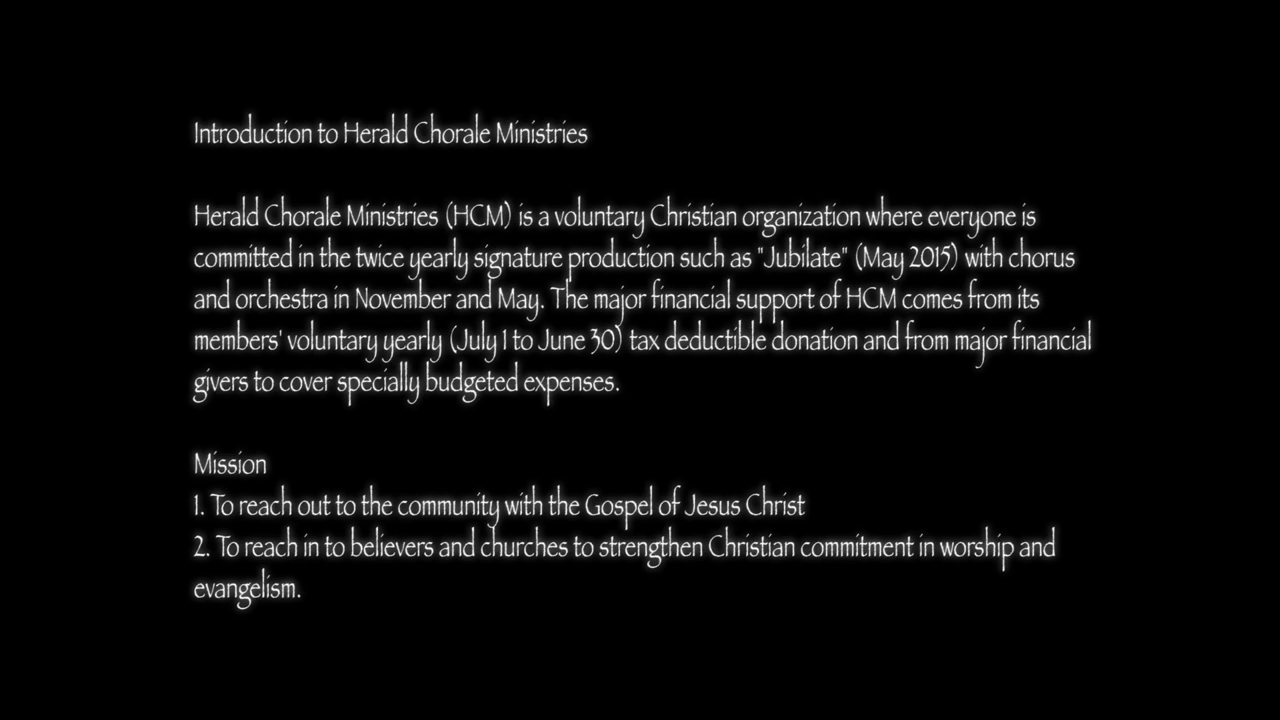 Introduction to Herald Chorale Ministries
Herald Chorale Ministries (HCM) is a voluntary Christian organization where everyone is
committed in the twice yearly signature production such as "Jubilate" (May 2015) with chorus
and orchestra in November and May. The major financial support of HCM comes from its
members' voluntary yearly (July 1 to June 30) tax deductible donation and from major financial
givers to cover specially budgeted expenses.
Mission
1. To reach out to the community with the Gospel of Jesus Christ
2. To reach in to believers and churches to strengthen Christian commitment in worship and
evangelism.